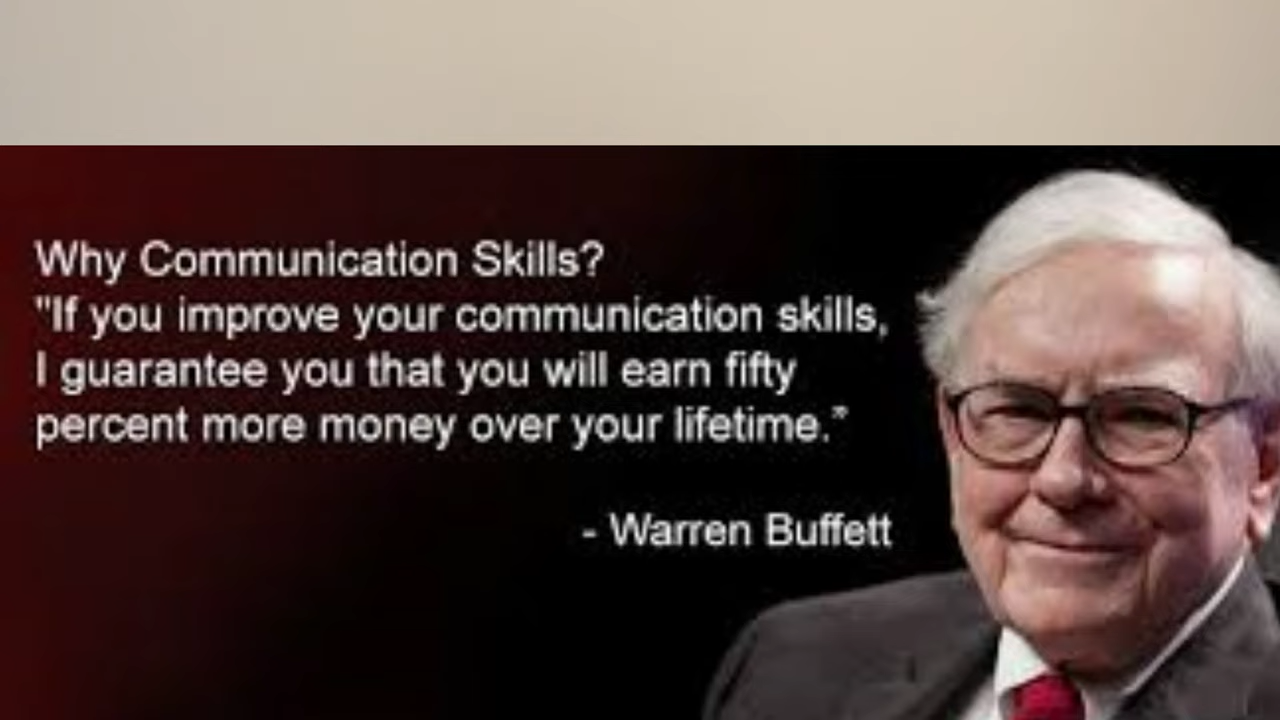 Why Communication Skills?
"If you improve your communication skills,
I guarantee you that you will earn fifty
percent more money over your lifetime.”
- Warren Buffett